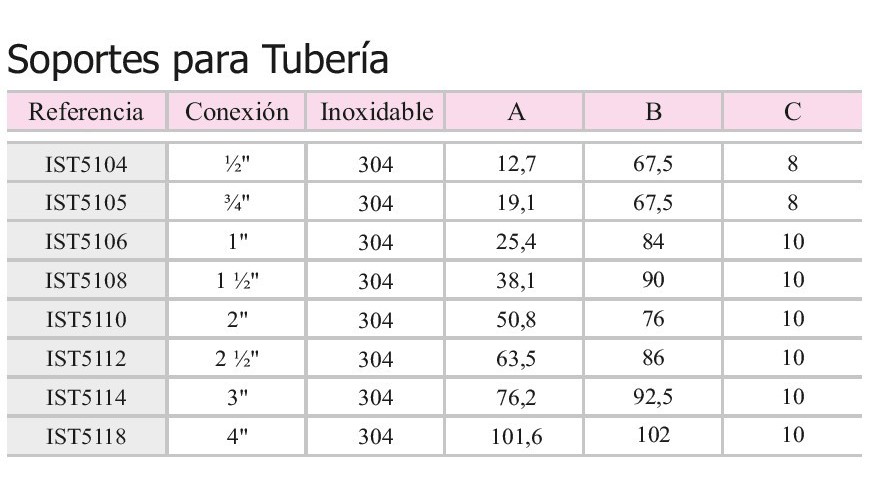 Soportes para Tubería
Referencia Conexión Inoxidable A B C
IST5104 ½" 304 12,7 67,5 8
IST5105 ¾" 304 19,1 67,5 8
IST5106 1" 304 25,4 84 10
IST5108 1 ½" 304 38,1 90 10
IST5110 2" 304 50,8 76 10
IST5112 2 ½" 304 63,5 86 10
IST5114 3" 304 76,2 92,5 10
IST5118 4" 304 101,6 102 10